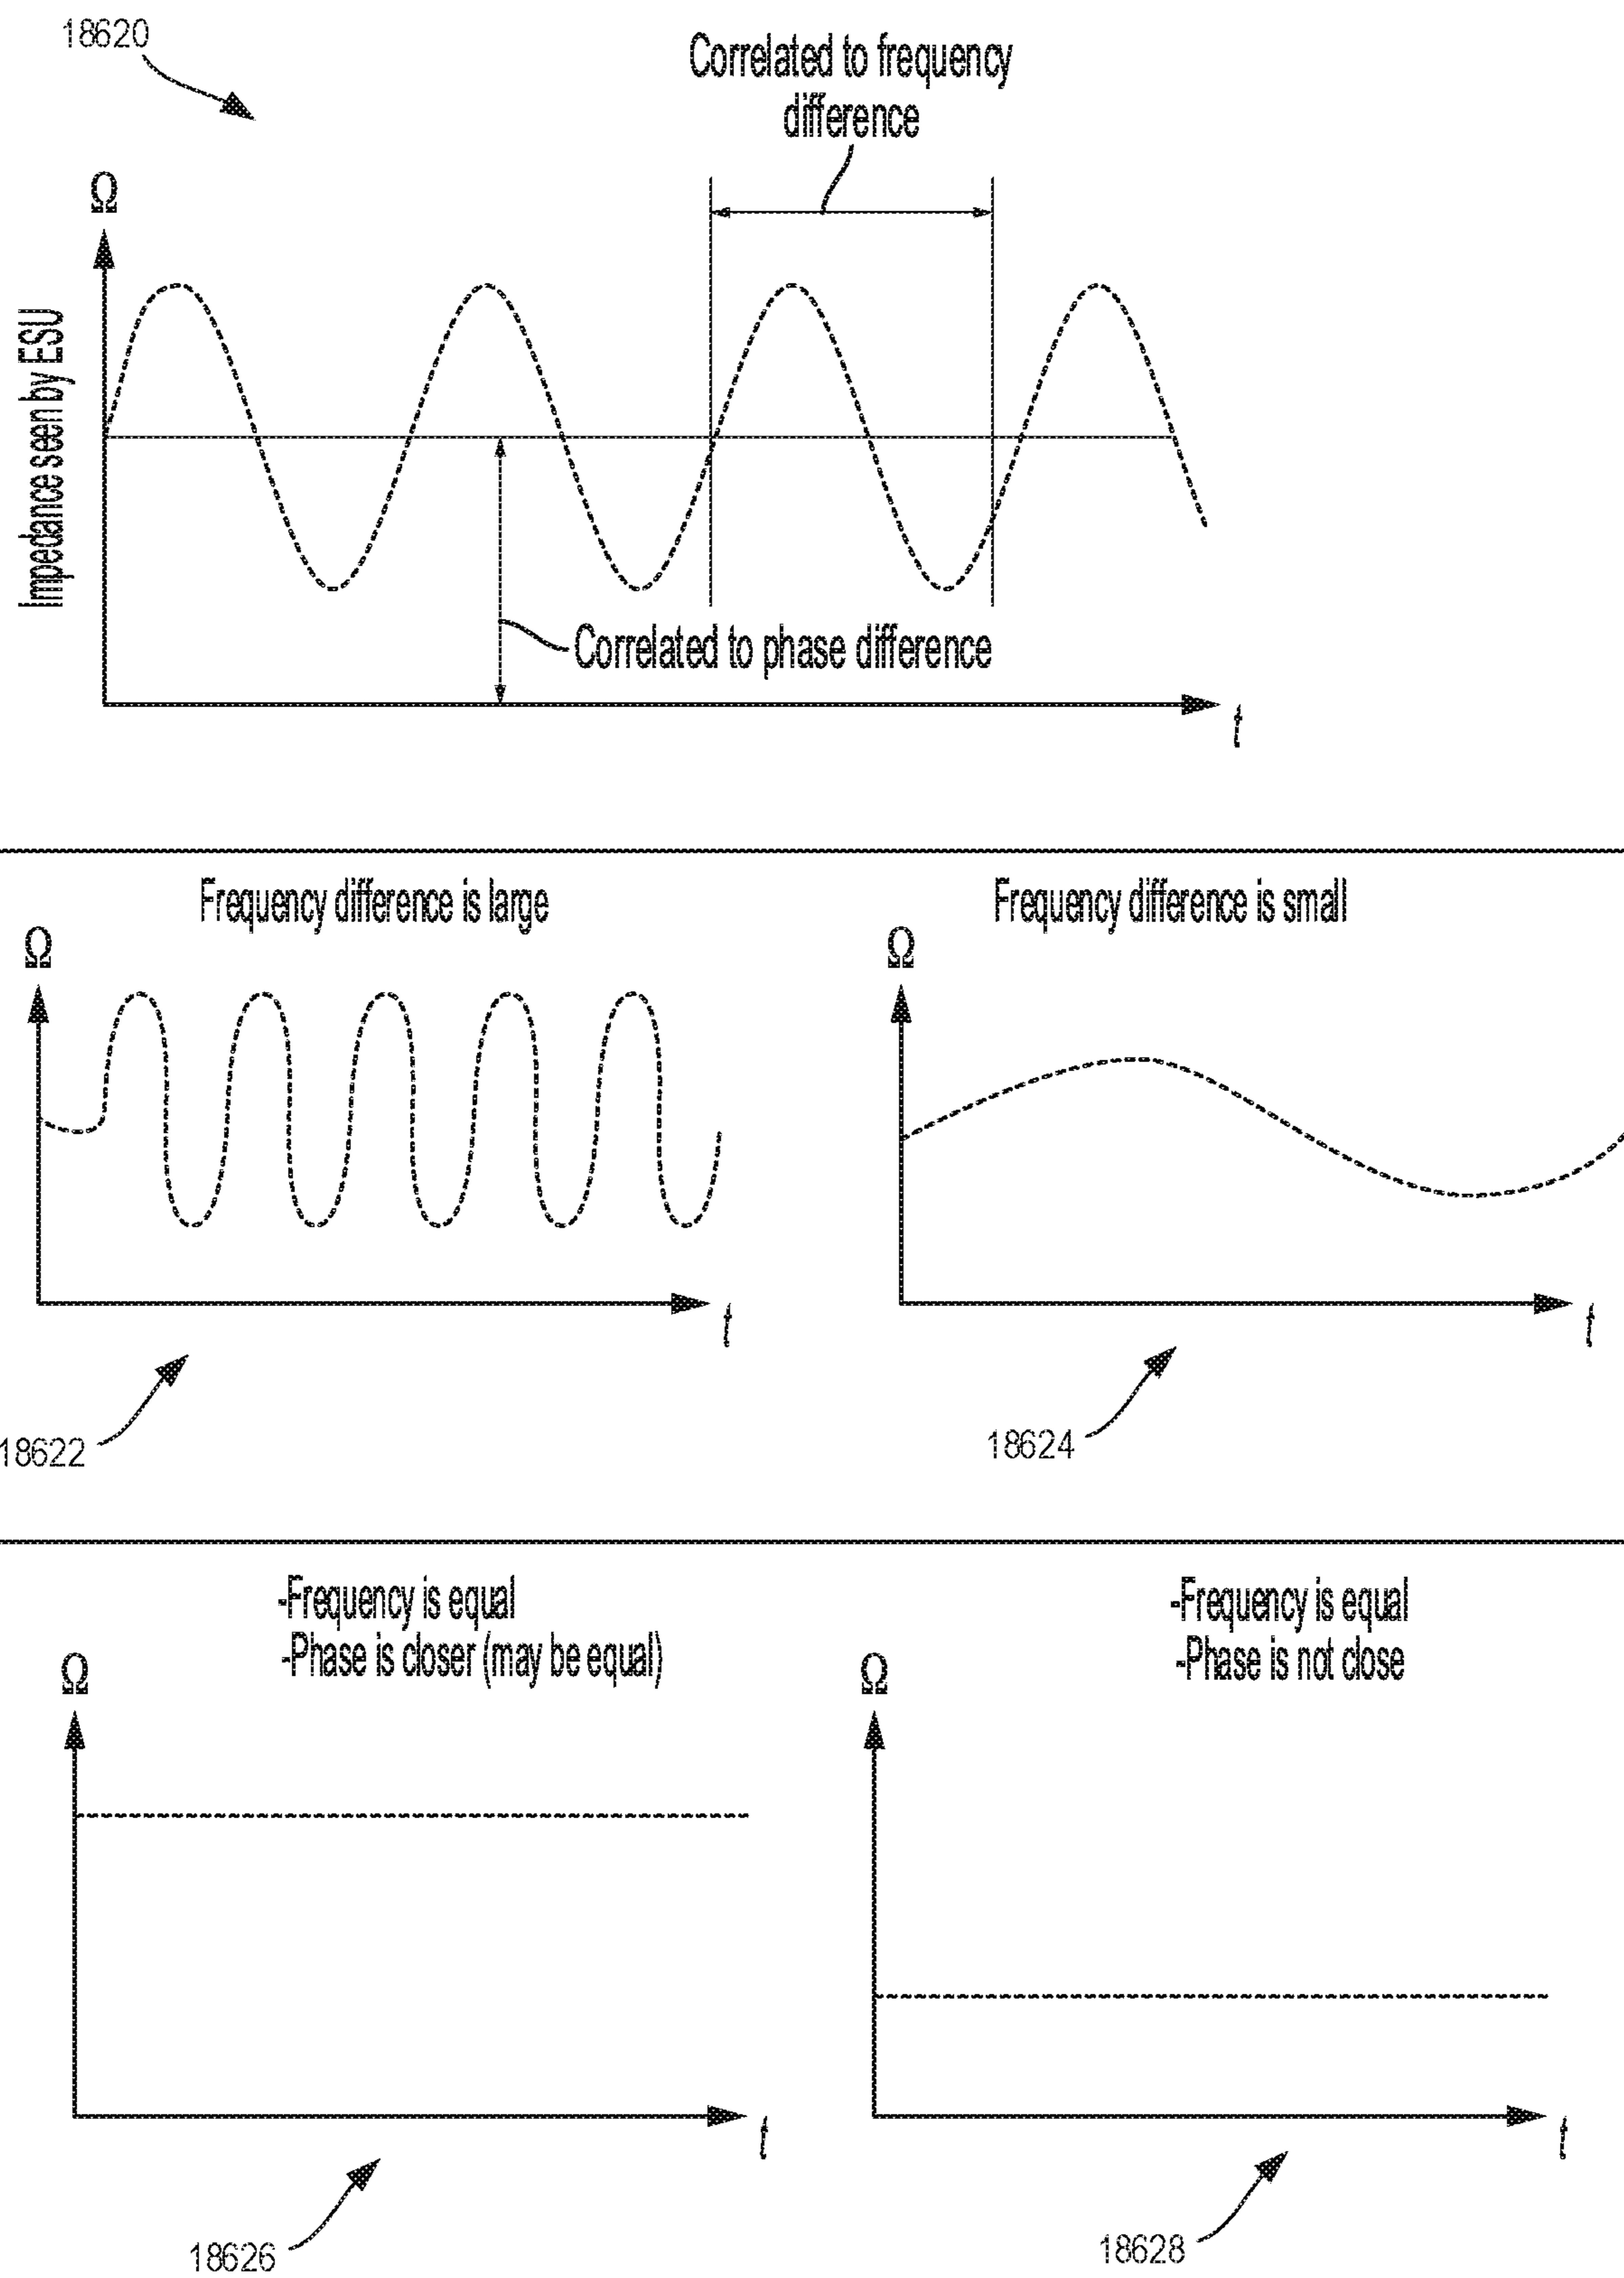 18620
Correlated to frequency
difference
Ω
Impedance seen by ESU
Correlated to phase difference
t
Frequency difference is large
Ω
t
18622
Frequency difference is small
Ω
t
18624
-Frequency is equal
-Phase is closer (may be equal)
Ω
t
18626
-Frequency is equal
-Phase is not close
Ω
t
18628